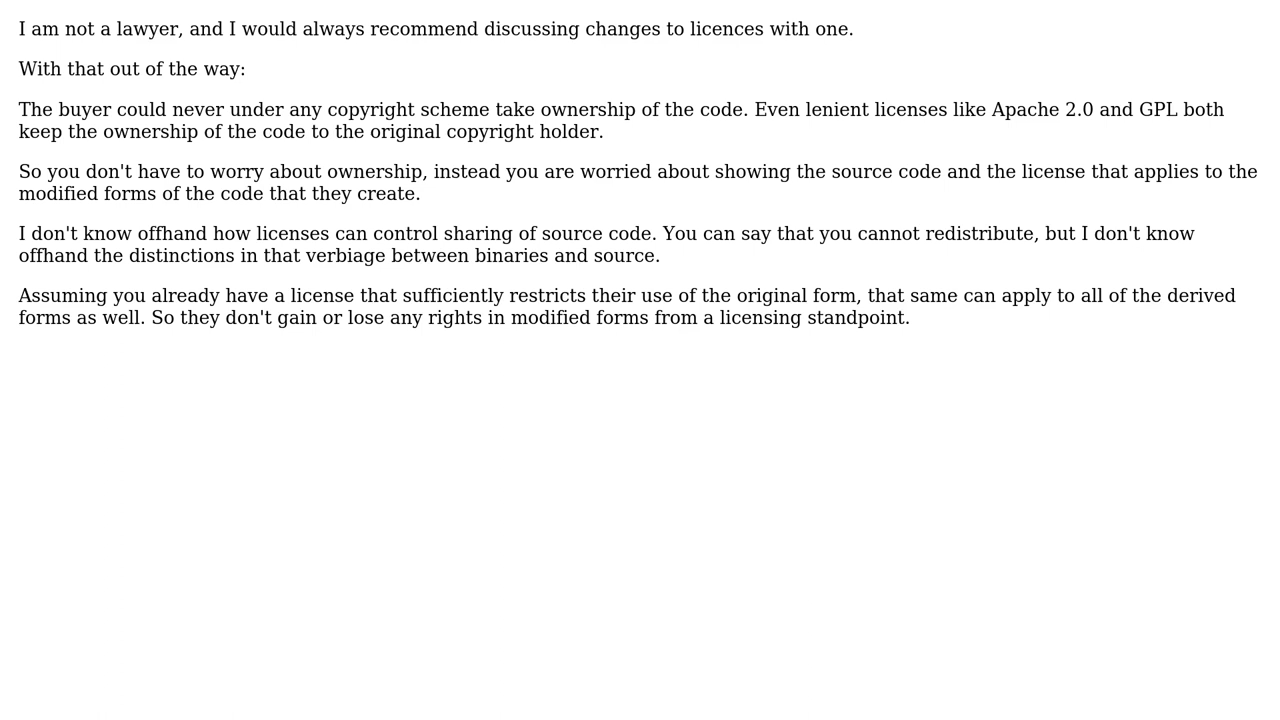 I am not a lawyer, and I would always recommend discussing changes to licences with one.
With that out of the way:
The buyer could never under any copyright scheme take ownership of the code. Even lenient licenses like Apache 2.0 and GPL both
keep the ownership of the code to the original copyright holder.
So you don't have to worry about ownership, instead you are worried about showing the source code and the license that applies to the
modified forms of the code that they create.
I don't know offhand how licenses can control sharing of source code. You can say that you cannot redistribute, but I don't know
offhand the distinctions in that verbiage between binaries and source.
Assuming you already have a license that sufficiently restricts their use of the original form, that same can apply to all of the derived
forms as well. So they don't gain or lose any rights in modified forms from a licensing standpoint.